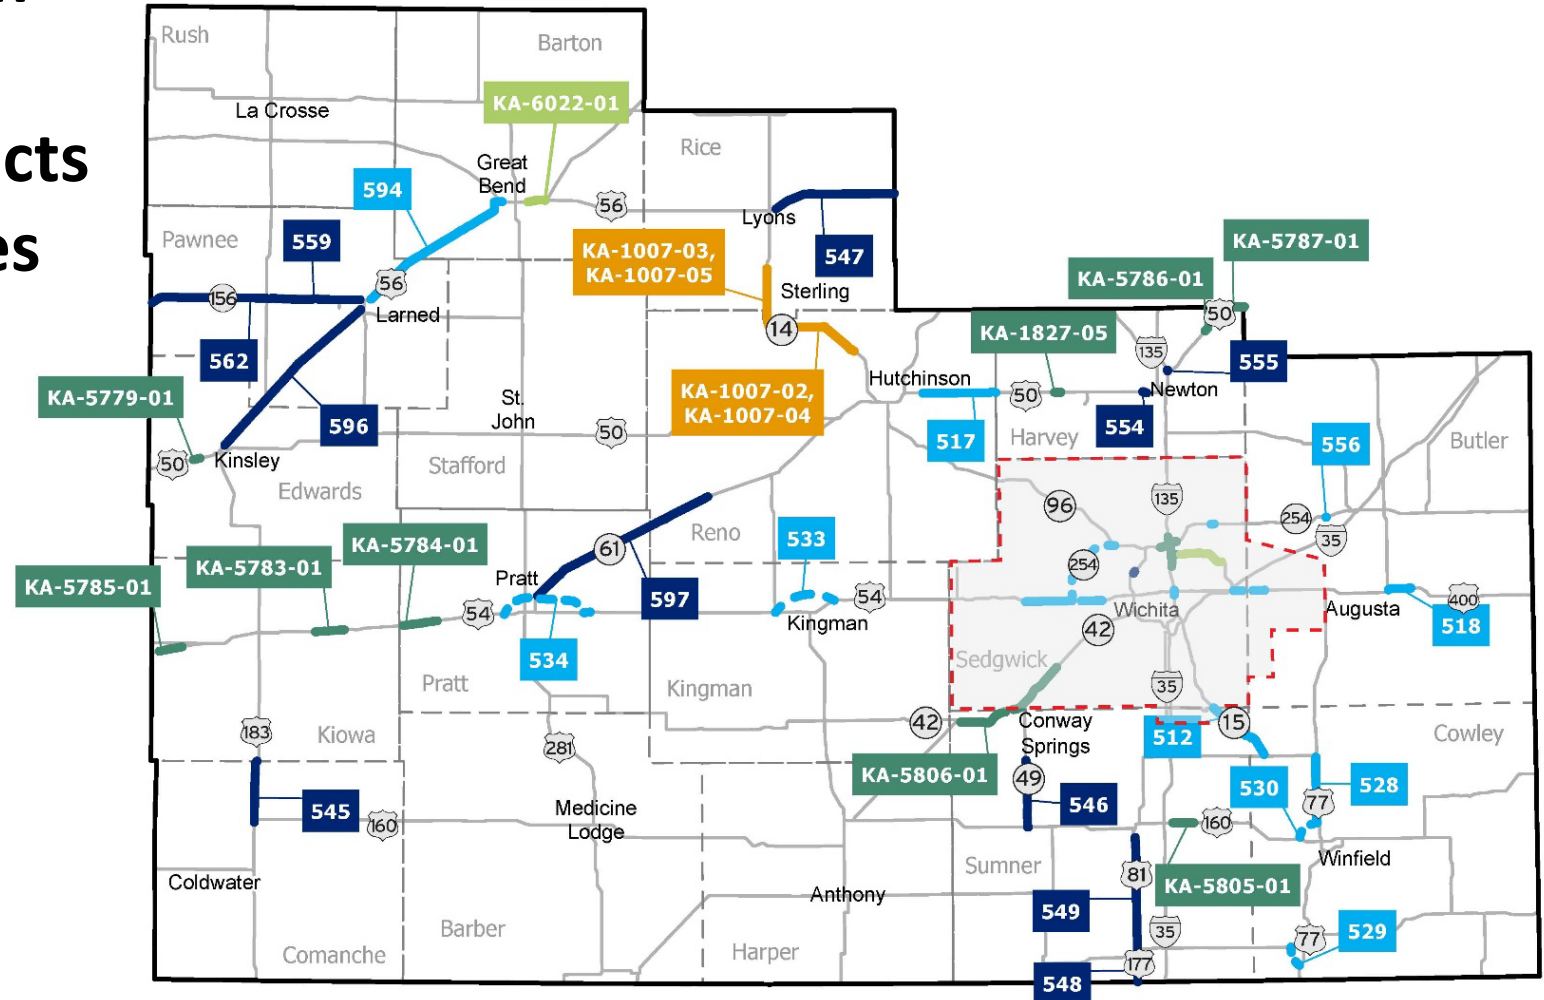 cts
es
Rush
Barton
La Crosse
KA-6022-01
Rice
Great
Bend
594
56
Lyons
Pawnee
559
KA-1007-03,
KA-1007-05
547
KA-5787-01
KA-5786-01
56
156
Sterling
50
Larned
14
KA-1827-05
135
562
555
Hutchinson
Newton
KA-5779-01
KA-1007-02,
KA-1007-04
50
St.
John
596
50
517
Harvey
554
556
Butler
50
Kinsley
Stafford
Edwards
135
96
254
Reno
533
35
KA-5784-01
61
254
KA-5783-01
Pratt
KA-5785-01
597
54
54
Kingman
Wichita
Augusta
400
518
42
534
Sedgwick
Pratt
Kingman
35
42
Conway
Springs
15
512
183
Kiowa
281
Cowley
KA-5806-01
49
530
528
545
160
Medicine
Lodge
546
77
160
Winfield
Coldwater
Sumner
81
KA-5805-01
Anthony
549
Barber
35
77
529
Comanche
Harper
177
548